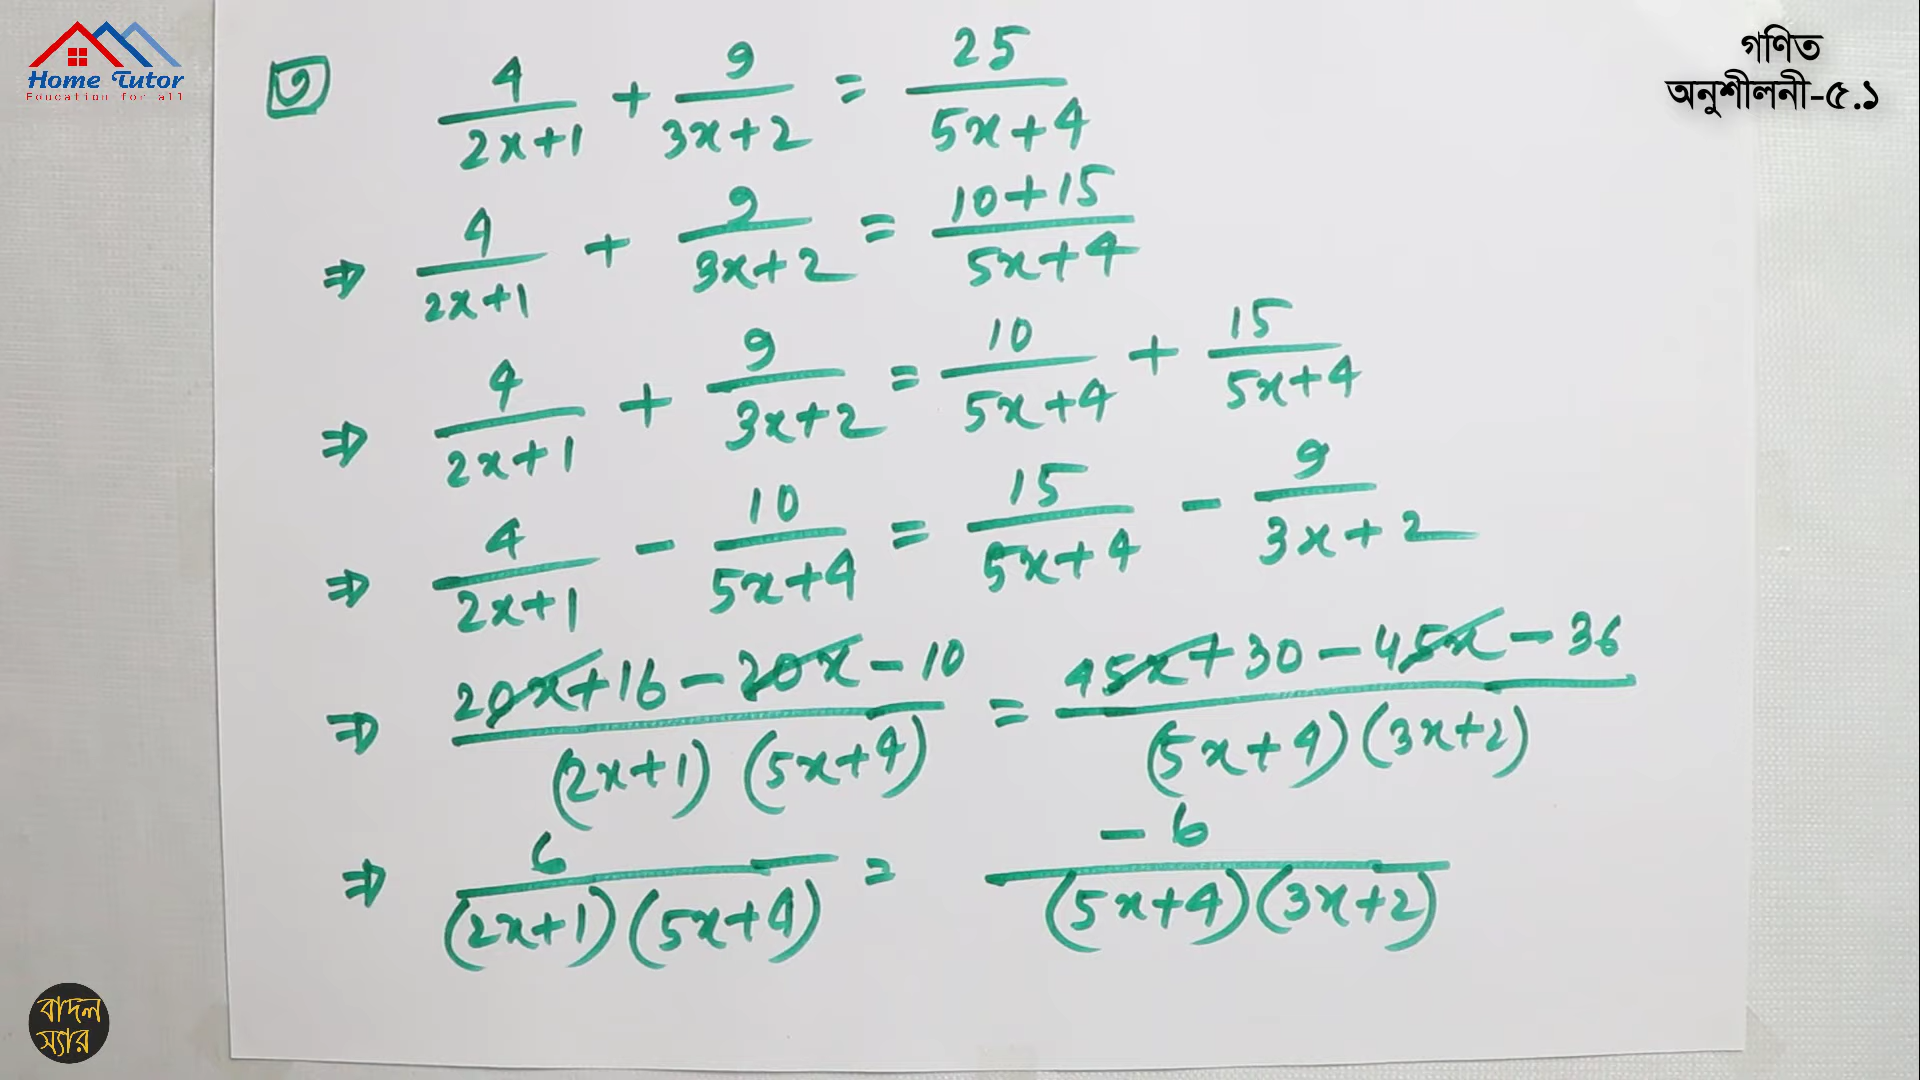 Home Tutor
Education for all
গণিত
অনুশীলনী-৫.১
৩ 4/(2x+1) + 9/(3x+2) = 25/(5x+4)
⇒ 4/(2x+1) + 9/(3x+2) = (10+15)/(5x+4)
⇒ 4/(2x+1) + 9/(3x+2) = 10/(5x+4) + 15/(5x+4)
⇒ 4/(2x+1) - 10/(5x+4) = 15/(5x+4) - 9/(3x+2)
⇒ (20x+16-20x-10)/((2x+1)(5x+4)) = (45x+30-45x-36)/((5x+4)(3x+2))
⇒ 6/((2x+1)(5x+4)) = -6/((5x+4)(3x+2))
বাদল
স্যার